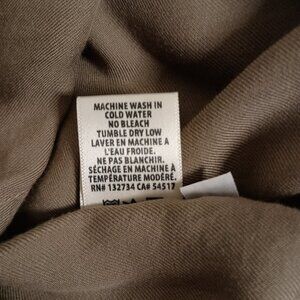 MACHINE WASH IN
COLD WATER
NO BLEACH
TUMBLE DRY LOW
LAVER EN MACHINE A
L'EAU FROIDE.
NE PAS BLANCHIR.
SÉCHAGE EN MACHINE À
TEMPÉRATURE MODÉRÉ.
RN# 132734 CA# 54517